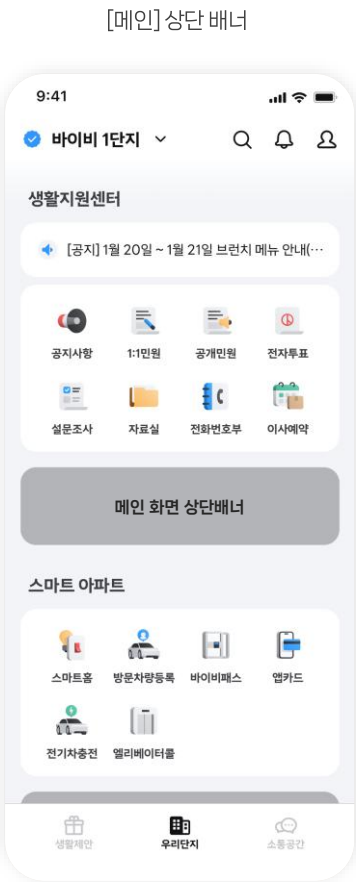 [메인] 상단 배너
9:41
바이비 1단지
생활지원센터
[공지] 1월 20일 ~ 1월 21일 브런치 메뉴 안내(···
공지사항 1:1민원 공개민원 전자투표
설문조사 자료실 전화번호부 이사예약
메인 화면 상단배너
스마트 아파트
스마트홈 방문차량등록 바이비패스 앱카드
전기차충전 엘리베이터콜
생활제안 우리단지 소통공간